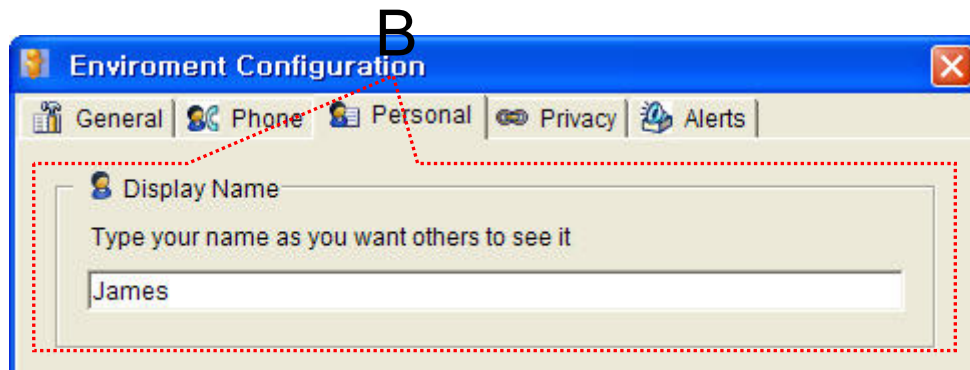 B
Enviroment Configuration
General Phone Personal Privacy Alerts
Display Name
Type your name as you want others to see it
James